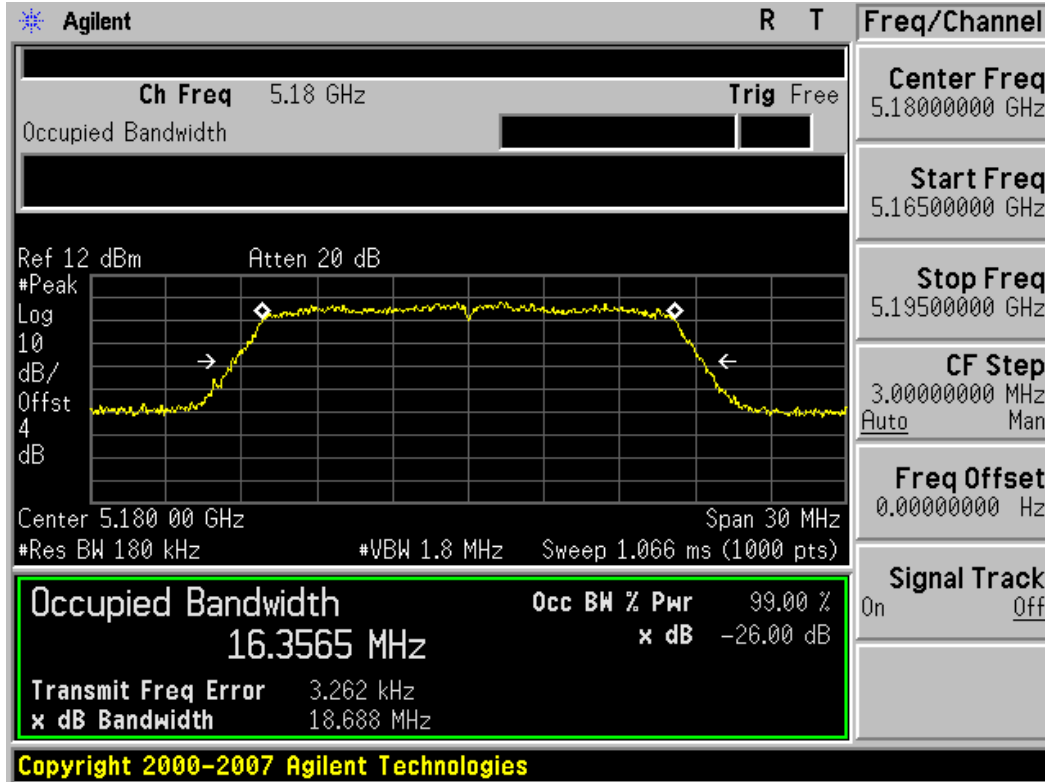 Agilent R T
Ch Freq 5.18 GHz Trig Free
Occupied Bandwidth
Ref 12 dBm Atten 20 dB
#Peak
Log
10
dB/
Offst
4
dB
Center 5.180 00 GHz Span 30 MHz
#Res BW 180 kHz #VBW 1.8 MHz Sweep 1.066 ms (1000 pts)
Occupied Bandwidth
16.3565 MHz
Occ BW % Pwr 99.00 %
x dB -26.00 dB
Transmit Freq Error 3.262 kHz
x dB Bandwidth 18.688 MHz
Copyright 2000-2007 Agilent Technologies
Freq/Channel
Center Freq
5.18000000 GHz
Start Freq
5.16500000 GHz
Stop Freq
5.19500000 GHz
CF Step
3.00000000 MHz
Auto Man
Freq Offset
0.00000000 Hz
Signal Track
On Off